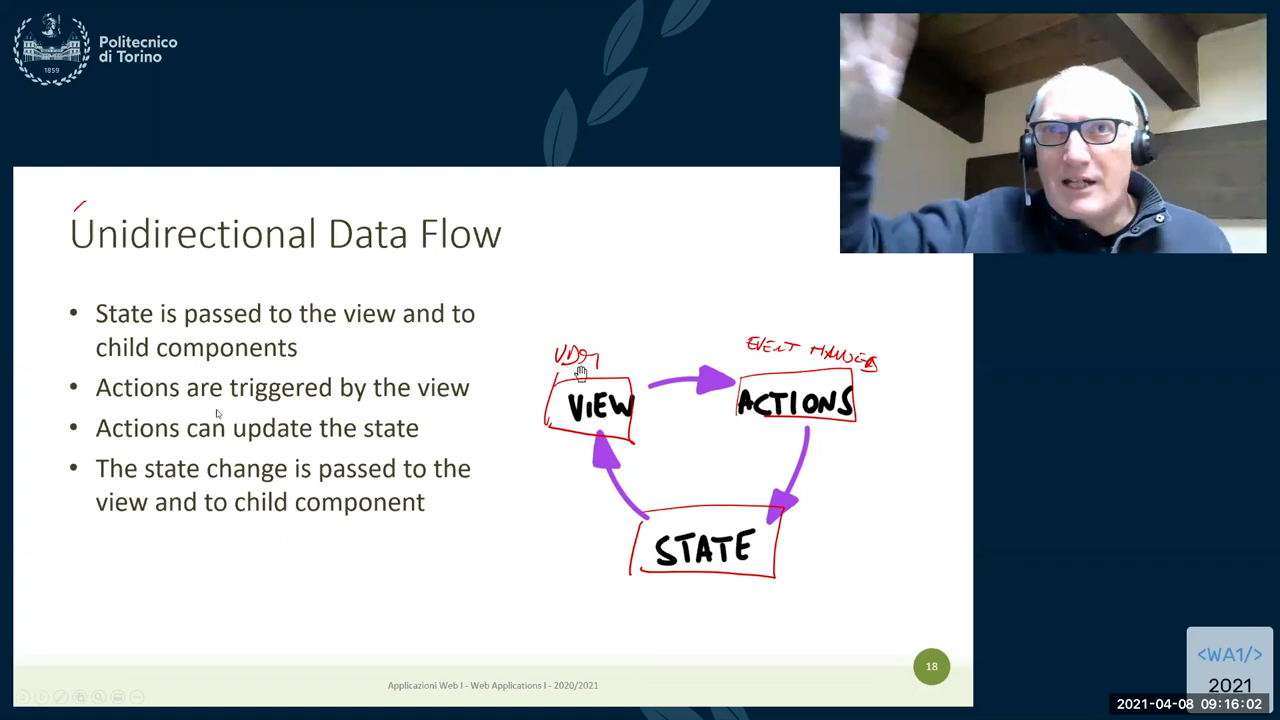 Politecnico
di Torino
1859
Unidirectional Data Flow
• State is passed to the view and to
child components
• Actions are triggered by the view
• Actions can update the state
• The state change is passed to the
view and to child component
VDOM
EVENT HANDLER
VIEW
ACTIONS
STATE
18
Applicazioni Web I - Web Applications I - 2020/2021
<WA1/>
2021
2021-04-08 09:16:02